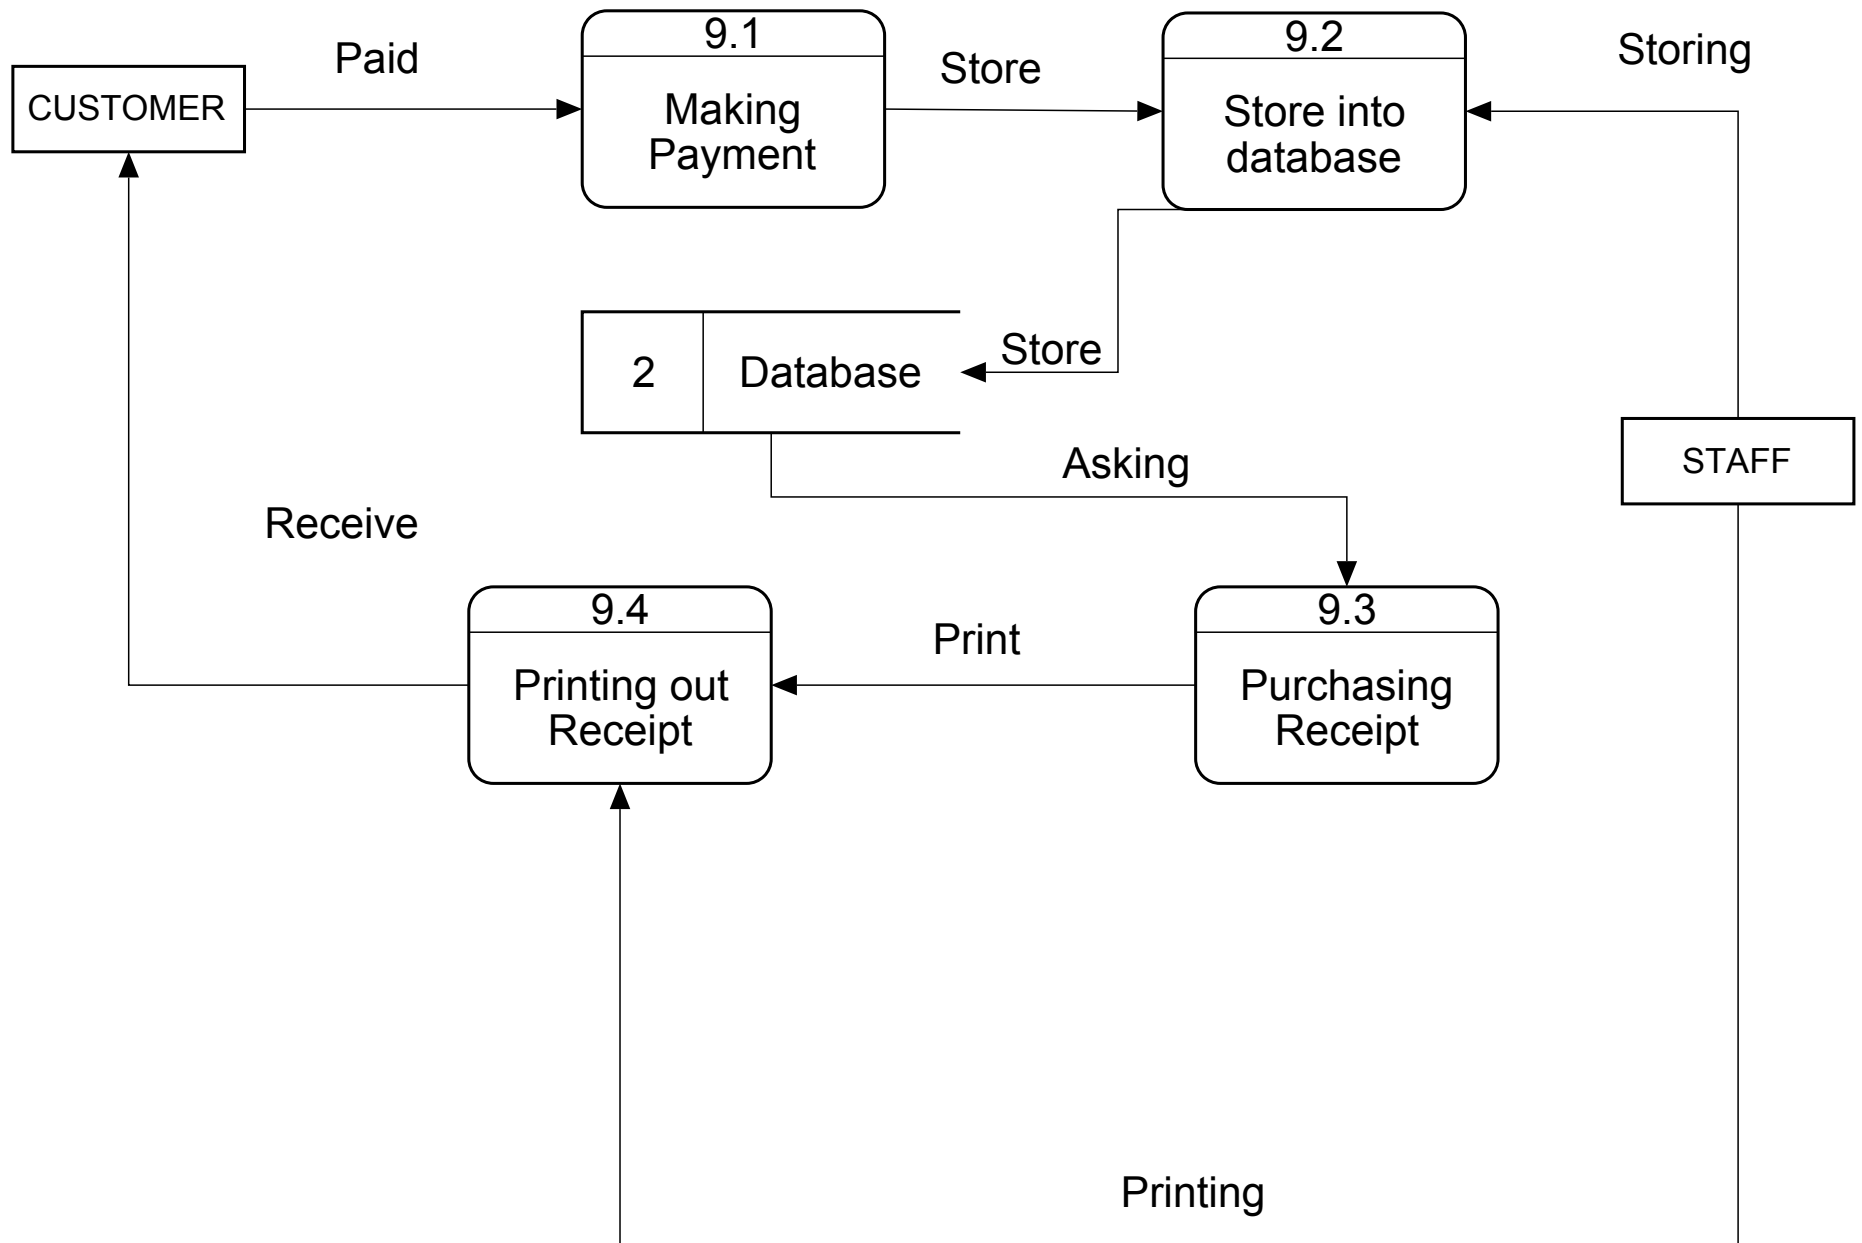 Paid
9.1
Store
9.2
Storing
CUSTOMER
Making
Payment
Store into
database
2
Database
Store
Asking
STAFF
Receive
9.4
Print
9.3
Printing out
Receipt
Purchasing
Receipt
Printing